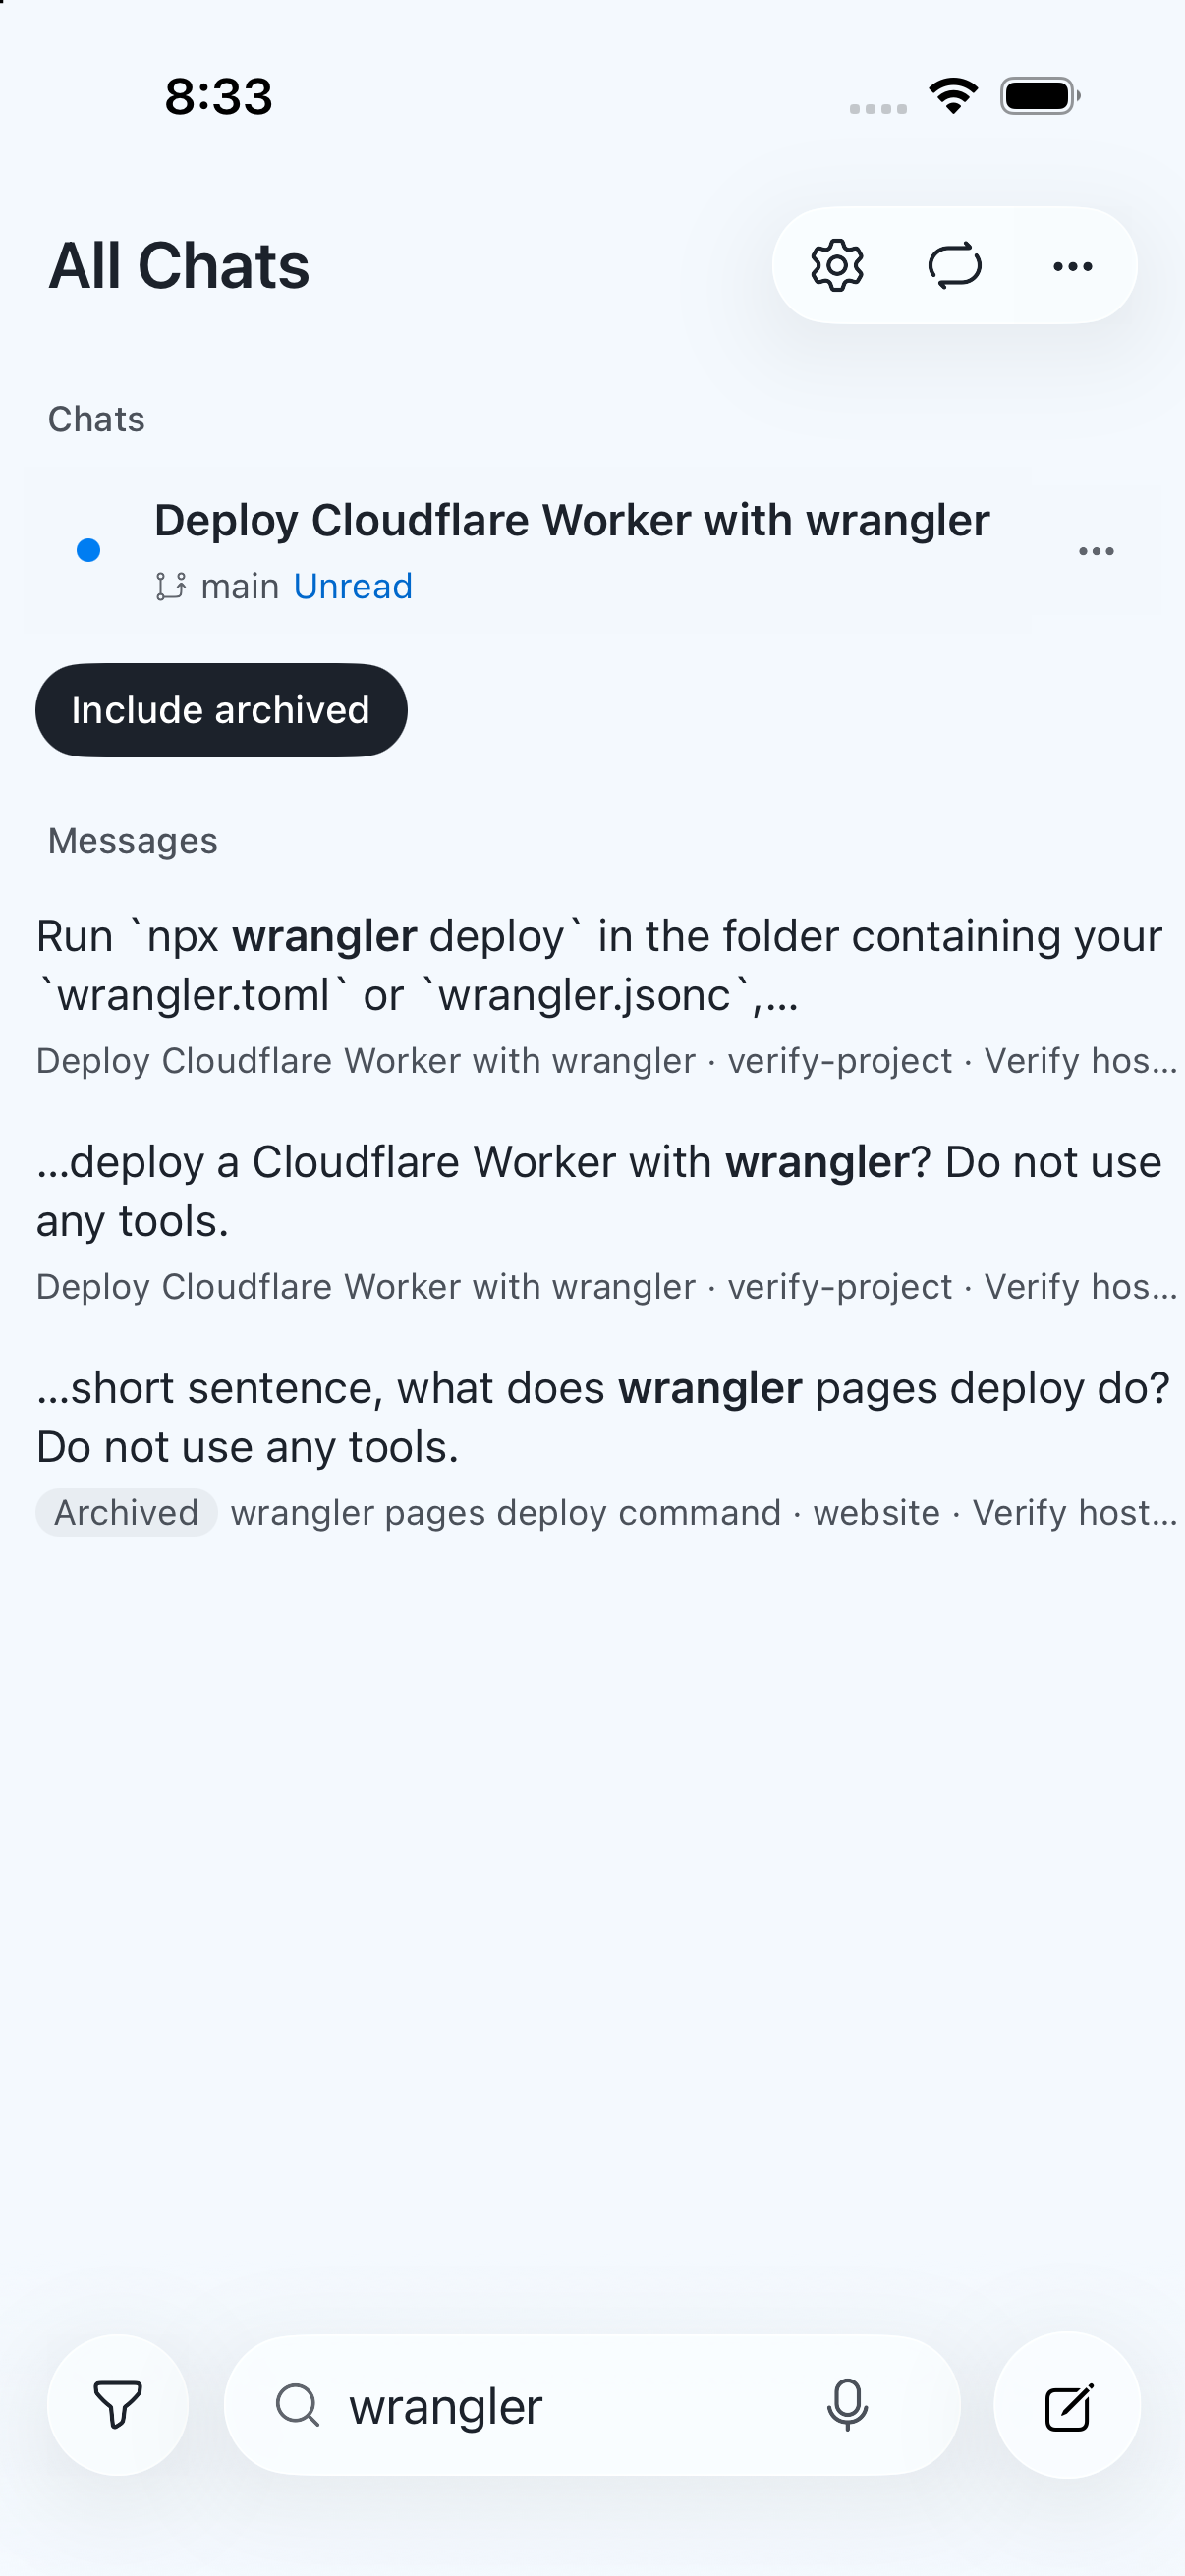 8:33
All Chats
Chats
Deploy Cloudflare Worker with wrangler
main Unread
Include archived
Messages
Run `npx wrangler deploy` in the folder containing your
`wrangler.toml` or `wrangler.jsonc`,...
Deploy Cloudflare Worker with wrangler · verify-project · Verify hos...
...deploy a Cloudflare Worker with wrangler? Do not use
any tools.
Deploy Cloudflare Worker with wrangler · verify-project · Verify hos...
...short sentence, what does wrangler pages deploy do?
Do not use any tools.
Archived wrangler pages deploy command · website · Verify host...
wrangler